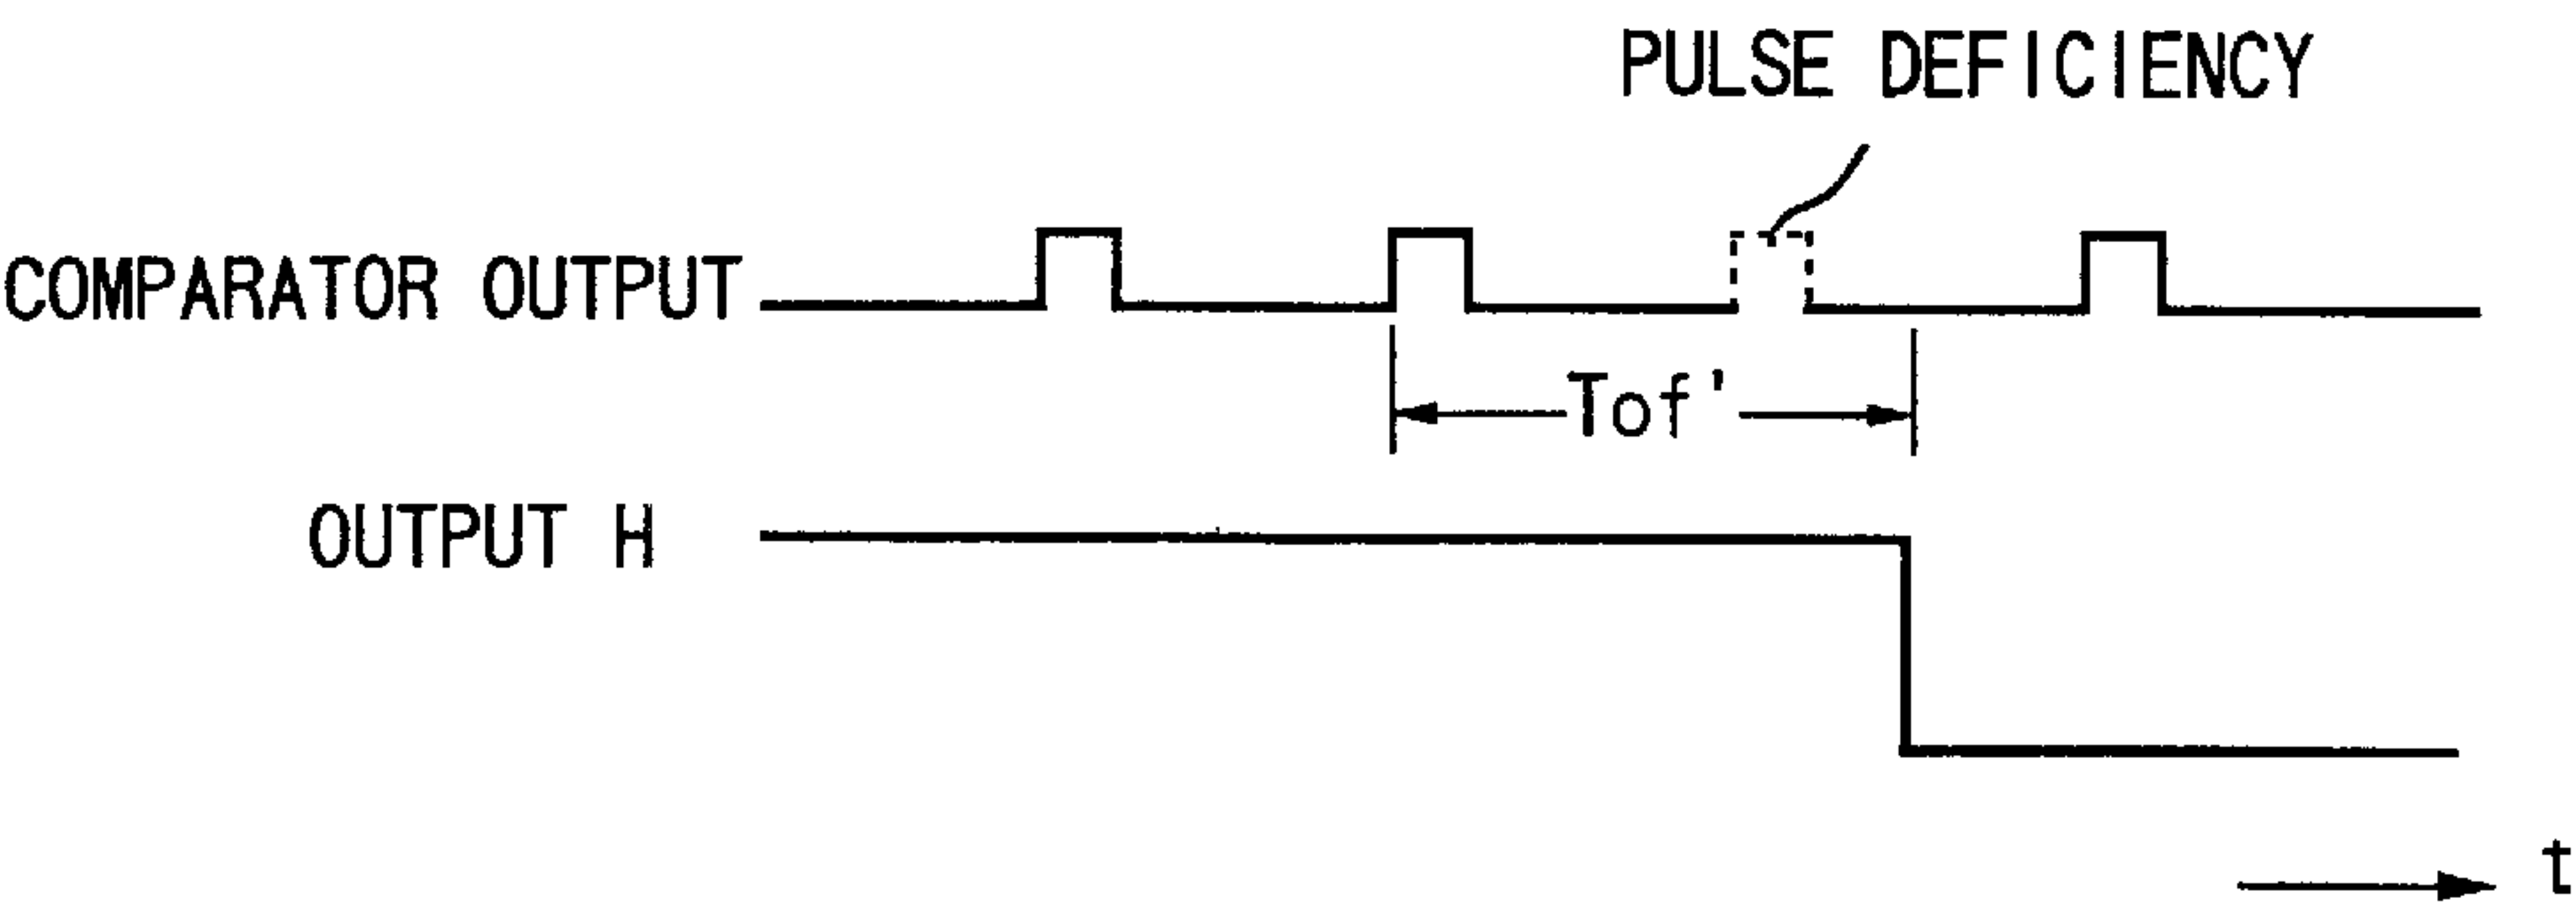 PULSE DEFICIENCY
COMPARATOR OUTPUT
Tof'
OUTPUT H
t